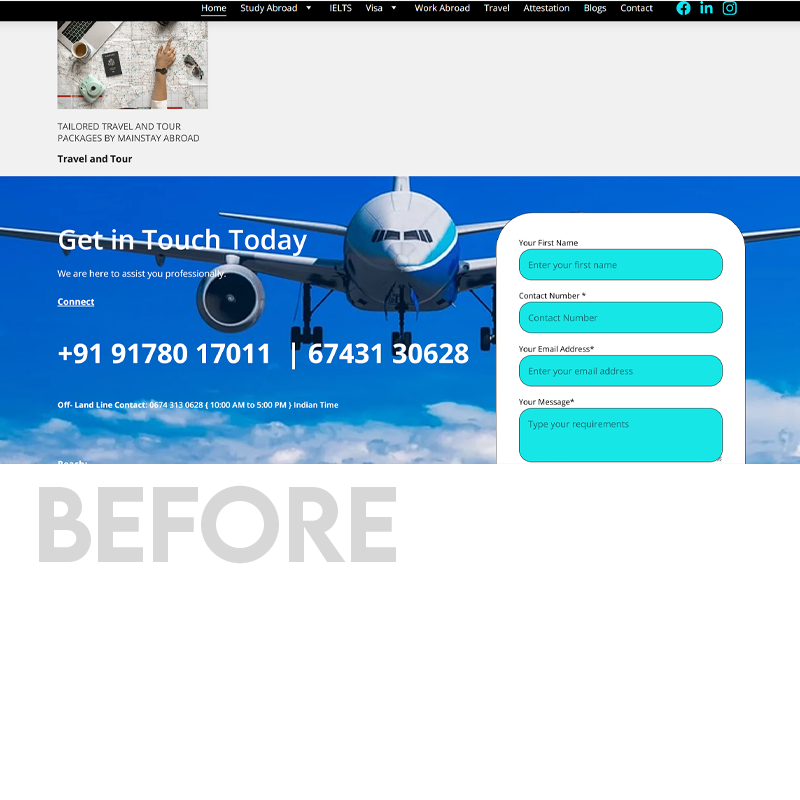 Home Study Abroad IELTS Visa Work Abroad Travel Attestation Blogs Contact
TAILORED TRAVEL AND TOUR
PACKAGES BY MAINSTAY ABROAD
Travel and Tour
Get in Touch Today
We are here to assist you professionally.
Connect
+91 91780 17011 | 67431 30628
Off- Land Line Contact: 0674 313 0628 { 10:00 AM to 5:00 PM } Indian Time
Your First Name
Enter your first name
Contact Number *
Contact Number
Your Email Address*
Enter your email address
Your Message*
Type your requirements
BEFORE